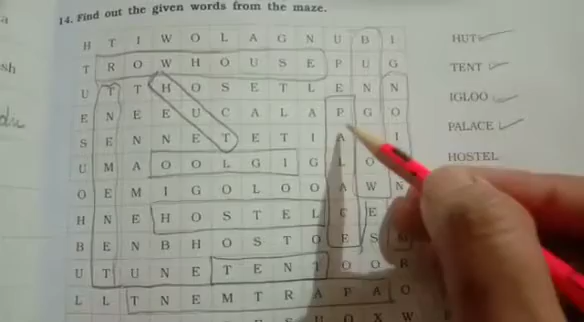 14. Find out the given words from the maze.
H T I W O L A G N U B I
T R O W H O U S E P U G
U T T H O S E T L E N N
E N E E U C A L A P G O
S E N N E T E T I A I
U M A O O L G I G L O
O E M I G O L O O A W N
H N E H O S T E L C E
B E N B H O S T O E S M
U T U N E T E N T O O R
L L T N E M T R A P A O
HUT
TENT
IGLOO
PALACE
HOSTEL